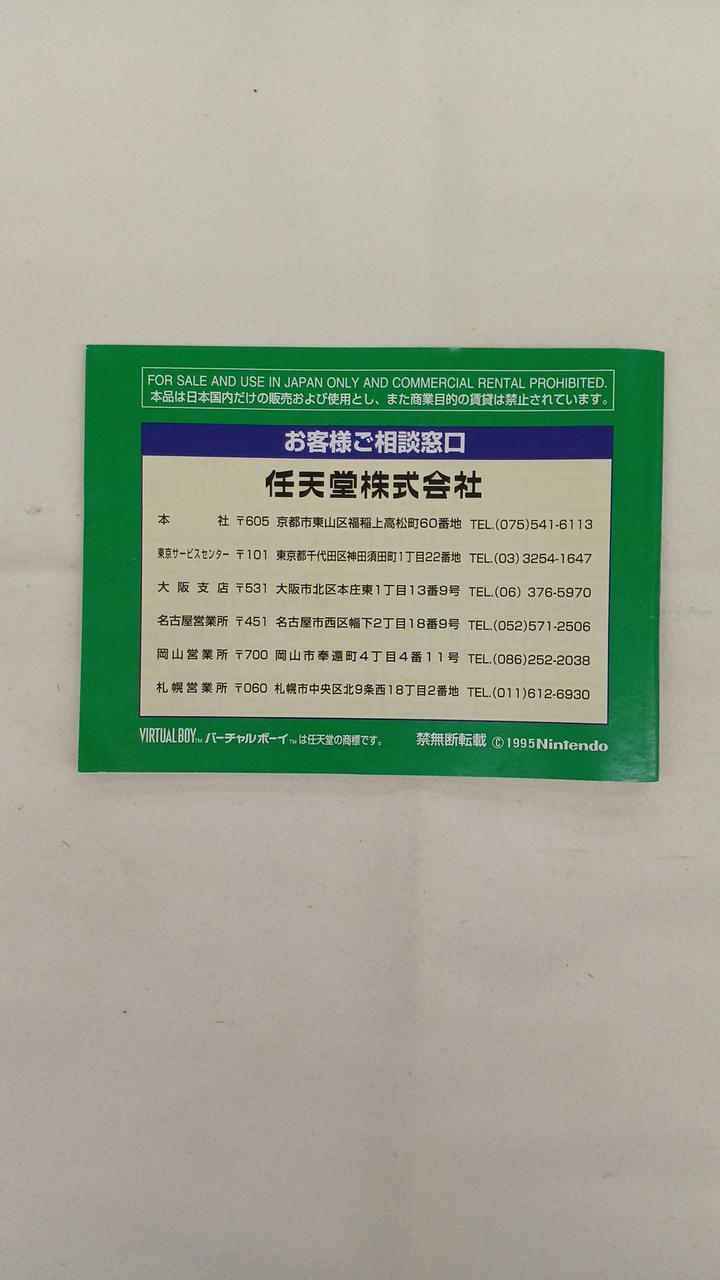 FOR SALE AND USE IN JAPAN ONLY AND COMMERCIAL RENTAL PROHIBITED.
本品は日本国内だけの販売および使用とし、また商業目的の賃貸は禁止されています。
お客様ご相談窓口
任天堂株式会社
本 社 〒605 京都市東山区福稲上高松町60番地 TEL.(075)541-6113
東京サービスセンター 〒101 東京都千代田区神田須田町1丁目22番地 TEL.(03)3254-1647
大阪支店 〒531 大阪市北区本庄東1丁目13番9号 TEL.(06) 376-5970
名古屋営業所 〒451 名古屋市西区幅下2丁目18番9号 TEL.(052)571-2506
岡山営業所 〒700 岡山市奉還町4丁目4番11号 TEL.(086)252-2038
札幌営業所 〒060 札幌市中央区北9条西18丁目2番地 TEL.(011)612-6930
VIRTUAL BOY™ バーチャルボーイ™は任天堂の商標です。 禁無断転載 ©1995Nintendo